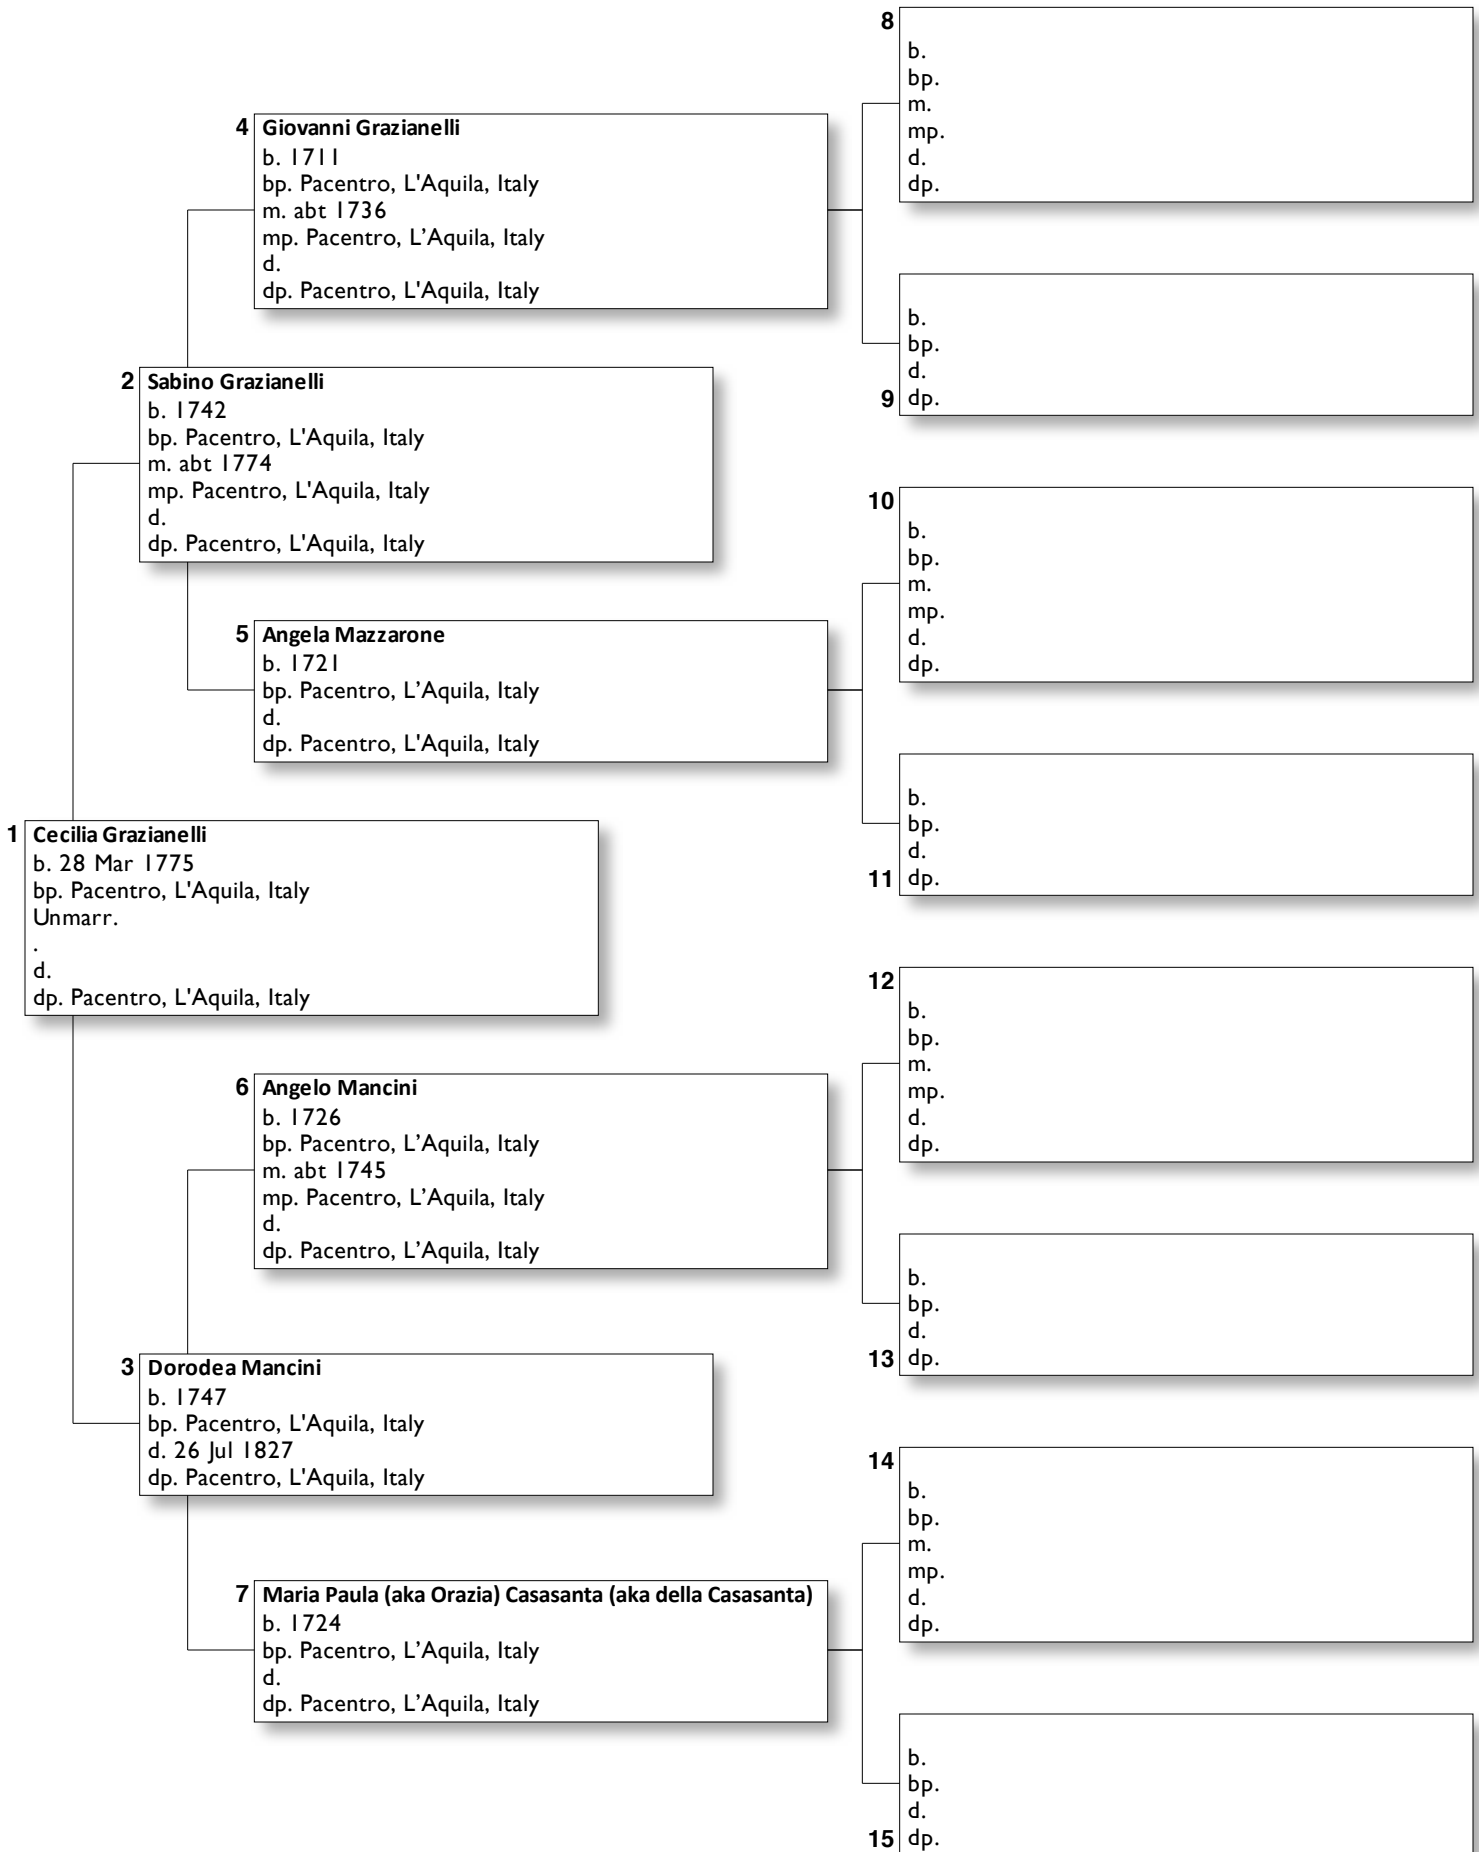 8
b.
bp.
m.
mp.
d.
dp.
4 Giovanni Grazianelli
b. 1711
bp. Pacentro, L'Aquila, Italy
m. abt 1736
mp. Pacentro, L’Aquila, Italy
d.
dp. Pacentro, L'Aquila, Italy
b.
bp.
d.
9 dp.
2 Sabino Grazianelli
b. 1742
bp. Pacentro, L'Aquila, Italy
m. abt 1774
mp. Pacentro, L'Aquila, Italy
d.
dp. Pacentro, L'Aquila, Italy
10
b.
bp.
m.
mp.
d.
dp.
5 Angela Mazzarone
b. 1721
bp. Pacentro, L’Aquila, Italy
d.
dp. Pacentro, L'Aquila, Italy
b.
bp.
d.
11 dp.
1 Cecilia Grazianelli
b. 28 Mar 1775
bp. Pacentro, L'Aquila, Italy
Unmarr.
.
d.
dp. Pacentro, L'Aquila, Italy
12
b.
bp.
m.
mp.
d.
dp.
6 Angelo Mancini
b. 1726
bp. Pacentro, L’Aquila, Italy
m. abt 1745
mp. Pacentro, L’Aquila, Italy
d.
dp. Pacentro, L’Aquila, Italy
b.
bp.
d.
13 dp.
3 Dorodea Mancini
b. 1747
bp. Pacentro, L'Aquila, Italy
d. 26 Jul 1827
dp. Pacentro, L'Aquila, Italy
14
b.
bp.
m.
mp.
d.
dp.
7 Maria Paula (aka Orazia) Casasanta (aka della Casasanta)
b. 1724
bp. Pacentro, L’Aquila, Italy
d.
dp. Pacentro, L’Aquila, Italy
b.
bp.
d.
15 dp.